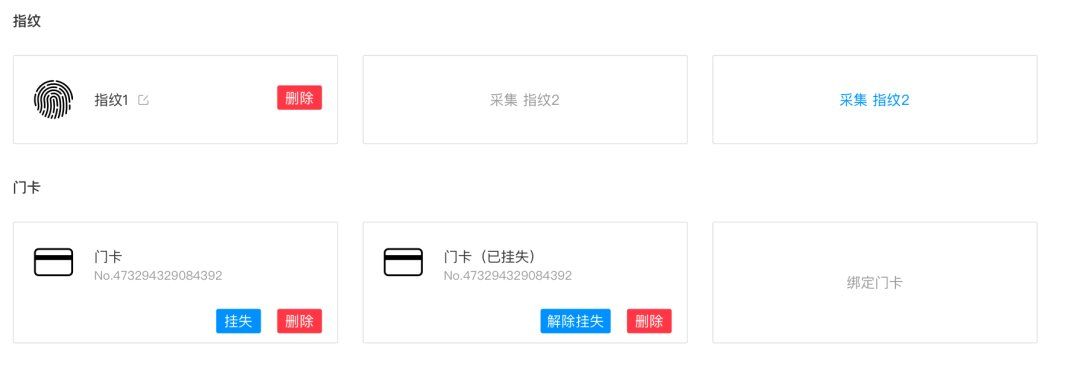 指纹
指纹1 删除
采集 指纹2
采集 指纹2
门卡
门卡
No.473294329084392
挂失 删除
门卡（已挂失）
No.473294329084392
解除挂失 删除
绑定门卡